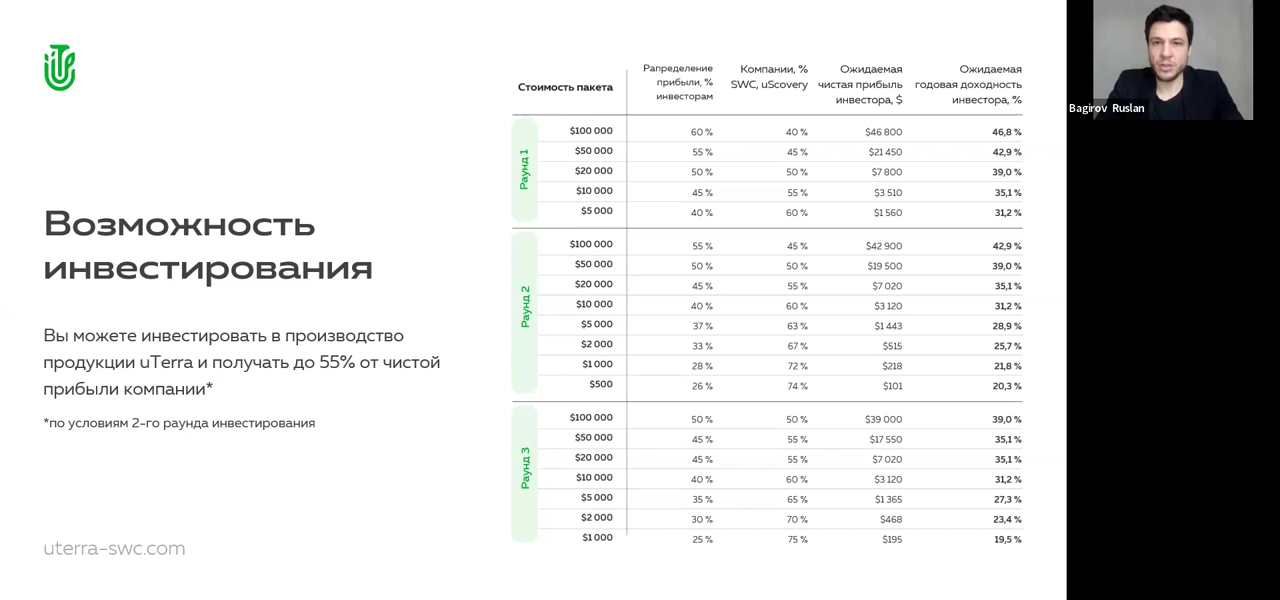 Возможность
инвестирования
Вы можете инвестировать в производство
продукции uTerra и получать до 55% от чистой
прибыли компании*
*по условиям 2-го раунда инвестирования
uterra-swc.com
Стоимость пакета
Рапределение
прибыли, %
инвесторам
Компании, %
SWC, uScovery
Ожидаемая
чистая прибыль
инвестора, $
Ожидаемая
годовая доходность
инвестора, %
Раунд 1
$100 000 60 % 40 % $46 800 46,8 %
$50 000 55 % 45 % $21 450 42,9 %
$20 000 50 % 50 % $7 800 39,0 %
$10 000 45 % 55 % $3 510 35,1 %
$5 000 40 % 60 % $1 560 31,2 %
Раунд 2
$100 000 55 % 45 % $42 900 42,9 %
$50 000 50 % 50 % $19 500 39,0 %
$20 000 45 % 55 % $7 020 35,1 %
$10 000 40 % 60 % $3 120 31,2 %
$5 000 37 % 63 % $1 443 28,9 %
$2 000 33 % 67 % $515 25,7 %
$1 000 28 % 72 % $218 21,8 %
$500 26 % 74 % $101 20,3 %
Раунд 3
$100 000 50 % 50 % $39 000 39,0 %
$50 000 45 % 55 % $17 550 35,1 %
$20 000 45 % 55 % $7 020 35,1 %
$10 000 40 % 60 % $3 120 31,2 %
$5 000 35 % 65 % $1 365 27,3 %
$2 000 30 % 70 % $468 23,4 %
$1 000 25 % 75 % $195 19,5 %
Bagirov Ruslan